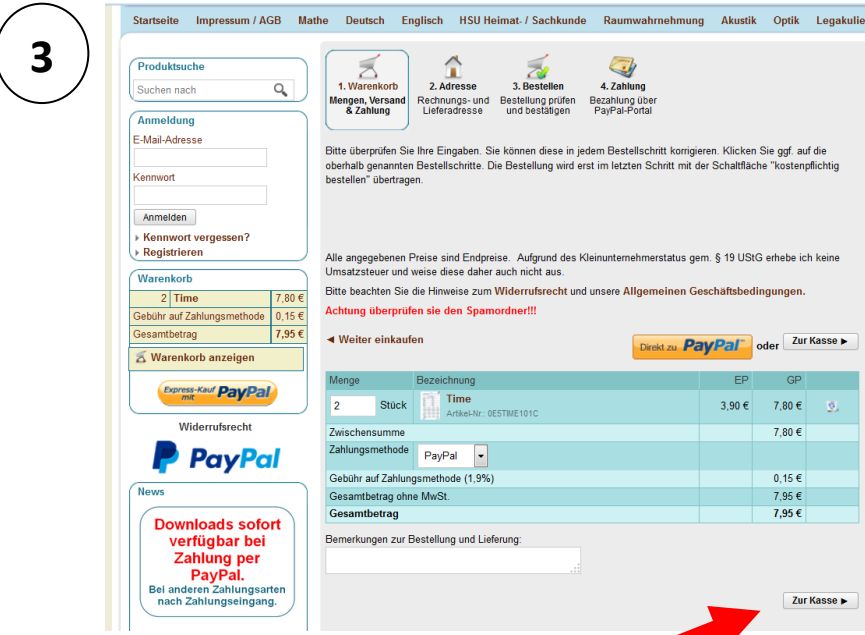 3
Startseite Impressum / AGB Mathe Deutsch Englisch HSU Heimat- / Sachkunde Raumwahrnehmung Akustik Optik Legakulie
Produktsuche
Suchen nach
Anmeldung
E-Mail-Adresse
Kennwort
Anmelden
Kennwort vergessen?
Registrieren
Warenkorb
2 Time 7,80 €
Gebühr auf Zahlungsmethode 0,15 €
Gesamtbetrag 7,95 €
Warenkorb anzeigen
Express-Kauf mit PayPal
Widerrufsrecht
PayPal
News
Downloads sofort
verfügbar bei
Zahlung per
PayPal.
Bei anderen Zahlungsarten
nach Zahlungseingang.
1. Warenkorb
Mengen, Versand
& Zahlung
2. Adresse
Rechnungs- und
Lieferadresse
3. Bestellen
Bestellung prüfen
und bestätigen
4. Zahlung
Bezahlung über
PayPal-Portal
Bitte überprüfen Sie Ihre Eingaben. Sie können diese in jedem Bestellschritt korrigieren. Klicken Sie ggf. auf die
oberhalb genannten Bestellschritte. Die Bestellung wird erst im letzten Schritt mit der Schaltfläche "kostenpflichtig
bestellen" übertragen.
Alle angegebenen Preise sind Endpreise. Aufgrund des Kleinunternehmerstatus gem. § 19 UStG erhebe ich keine
Umsatzsteuer und weise diese daher auch nicht aus.
Bitte beachten Sie die Hinweise zum Widerrufsrecht und unsere Allgemeinen Geschäftsbedingungen.
Achtung überprüfen sie den Spamordner!!!
◄ Weiter einkaufen
Direkt zu PayPal™ oder Zur Kasse ►
Menge Bezeichnung EP GP
2 Stück Time 3,90 € 7,80 €
Artikel-Nr.: 0ESTIME101C
Zwischensumme 7,80 €
Zahlungsmethode PayPal
Gebühr auf Zahlungsmethode (1,9%) 0,15 €
Gesamtbetrag ohne MwSt. 7,95 €
Gesamtbetrag 7,95 €
Bemerkungen zur Bestellung und Lieferung:
Zur Kasse ►